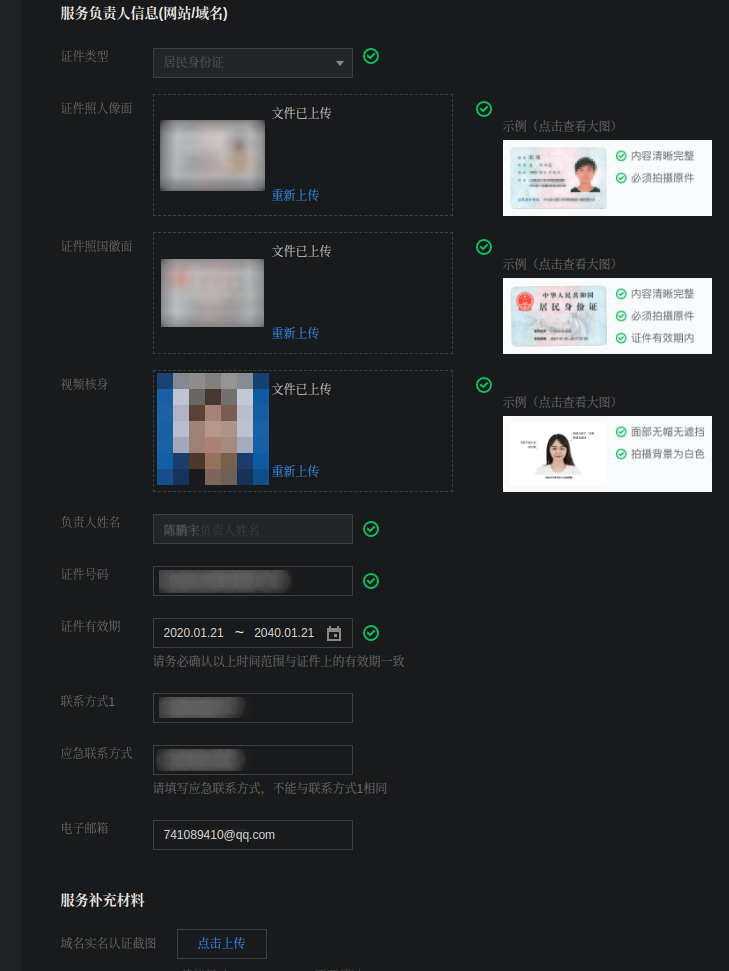 服务负责人信息(网站/域名)
证件类型
居民身份证
证件照人像面
文件已上传
重新上传
示例（点击查看大图）
内容清晰完整
必须拍摄原件
证件照国徽面
文件已上传
重新上传
示例（点击查看大图）
中华人民共和国
居民身份证
内容清晰完整
必须拍摄原件
证件有效期内
视频核身
文件已上传
重新上传
示例（点击查看大图）
面部无帽无遮挡
拍摄背景为白色
负责人姓名
陈鹏宇负责人姓名
证件号码
证件有效期
2020.01.21 ~ 2040.01.21
请务必确认以上时间范围与证件上的有效期一致
联系方式1
应急联系方式
请填写应急联系方式，不能与联系方式1相同
电子邮箱
741089410@qq.com
服务补充材料
域名实名认证截图
点击上传